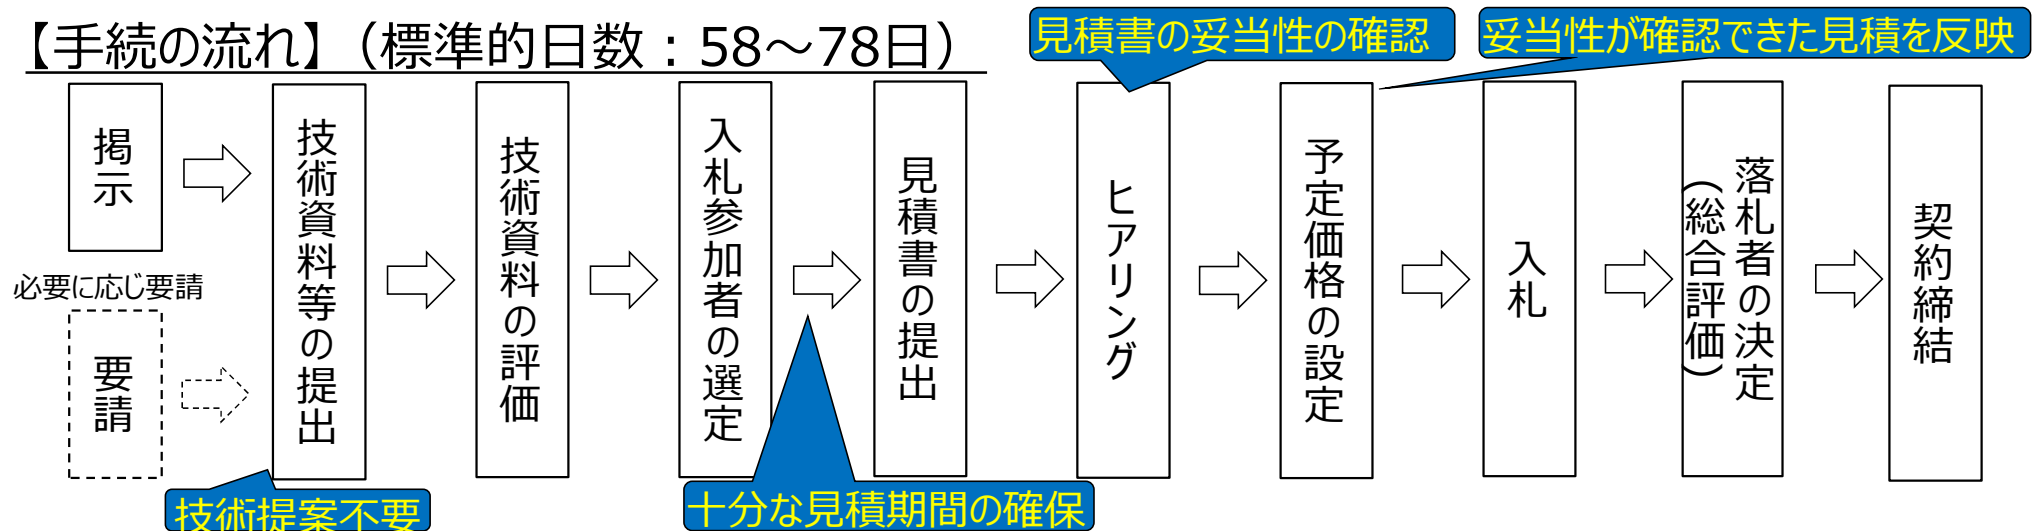 【手続の流れ】（標準的日数：58～78日）
見積書の妥当性の確認
妥当性が確認できた見積を反映
掲示
必要に応じ要請
要請
技術資料等の提出
技術資料の評価
入札参加者の選定
見積書の提出
ヒアリング
予定価格の設定
入札
落札者の決定
（総合評価）
契約締結
技術提案不要
十分な見積期間の確保